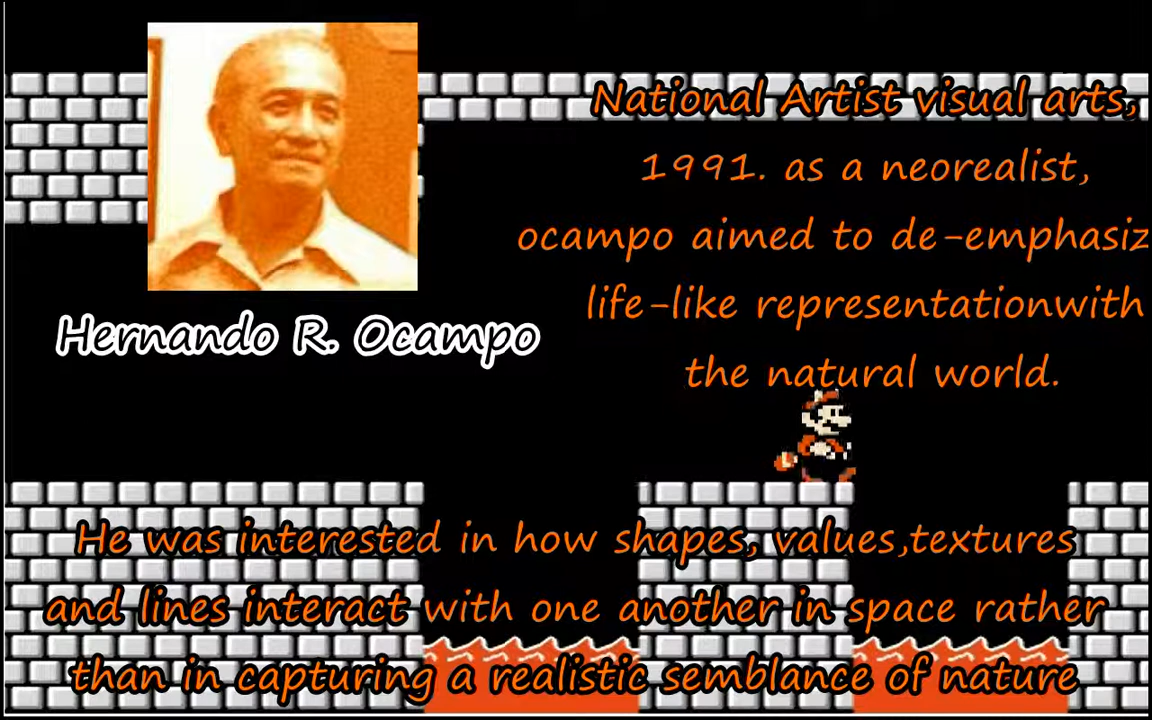 National Artist visual arts,
1991. as a neorealist,
ocampo aimed to de-emphasiz
life-like representationwith
the natural world.
Hernando R. Ocampo
He was interested in how shapes, values,textures
and lines interact with one another in space rather
than in capturing a realistic semblance of nature